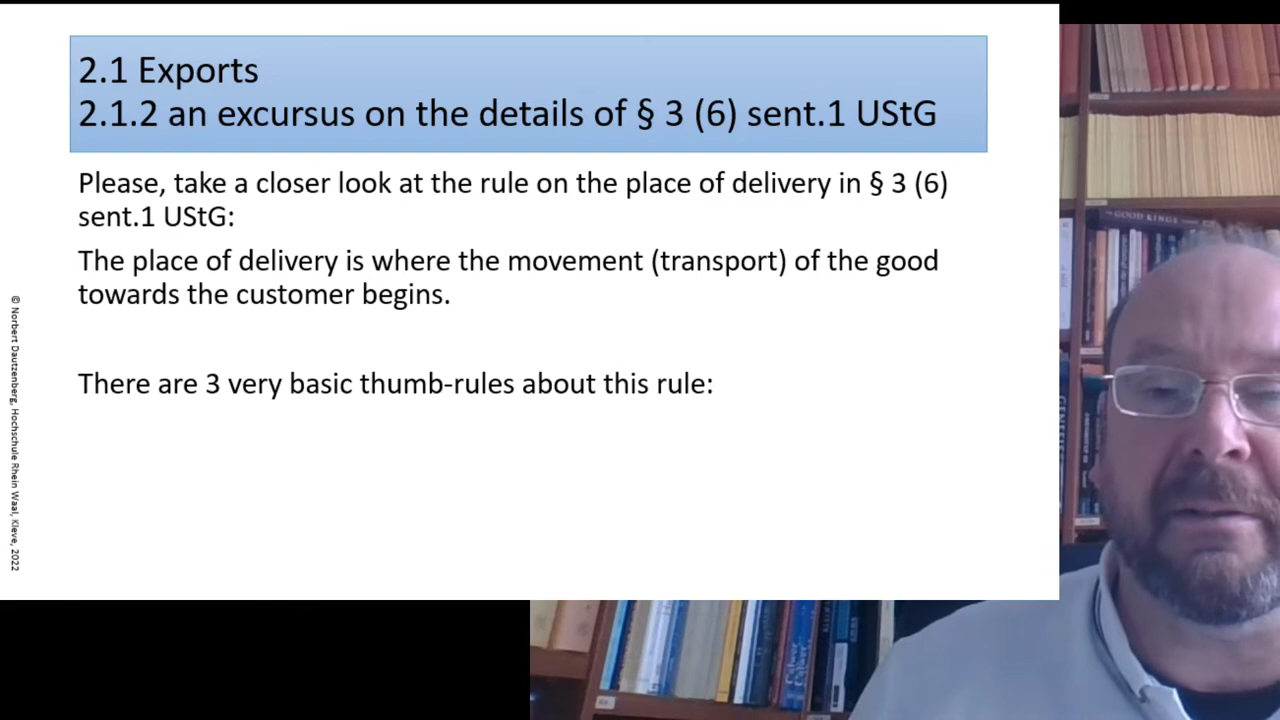 2.1 Exports
2.1.2 an excursus on the details of § 3 (6) sent.1 UStG
Please, take a closer look at the rule on the place of delivery in § 3 (6)
sent.1 UStG:
The place of delivery is where the movement (transport) of the good
towards the customer begins.
There are 3 very basic thumb-rules about this rule:
© Norbert Dautzenberg, Hochschule Rhein Waal, Kleve, 2022
GOOD KINGS